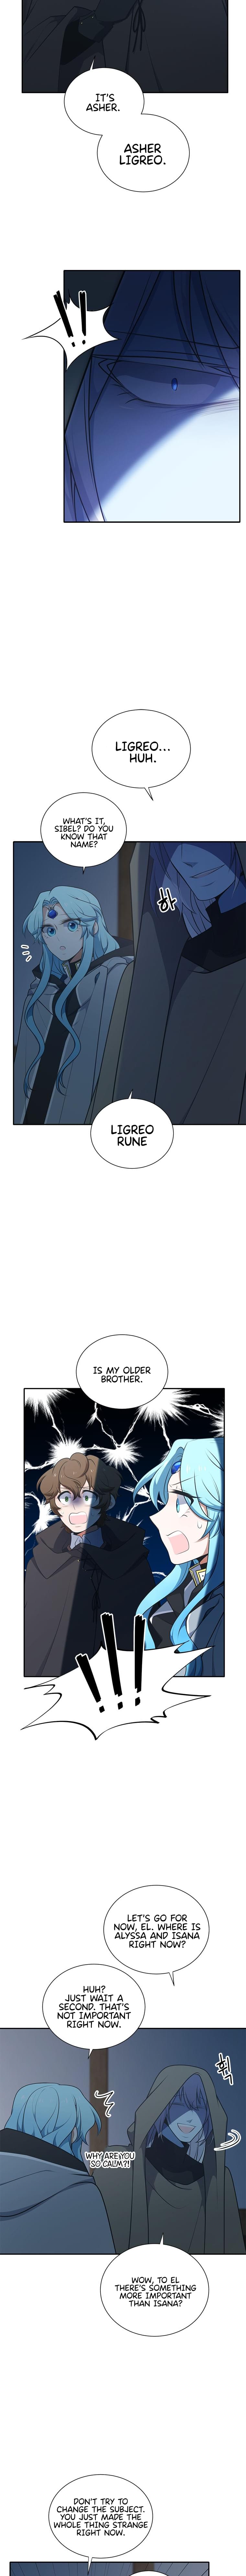 IT'S
ASHER.
ASHER
LIGREO.
!!
LIGREO...
HUH.
WHAT'S IT,
SIBEL? DO YOU
KNOW THAT
NAME?
하
LIGREO
RUNE
IS MY OLDER
BROTHER.
!!!
LET'S GO FOR
NOW, EL. WHERE IS
ALYSSA AND ISANA
RIGHT NOW?
HUH?
JUST WAIT A
SECOND. THAT'S
NOT IMPORTANT
RIGHT NOW.
WHY ARE YOU
SO CALM?!
WOW, TO EL
THERE'S SOMETHING
MORE IMPORTANT
THAN ISANA?
DON'T TRY TO
CHANGE THE SUBJECT.
YOU JUST MADE THE
WHOLE THING STRANGE
RIGHT NOW.